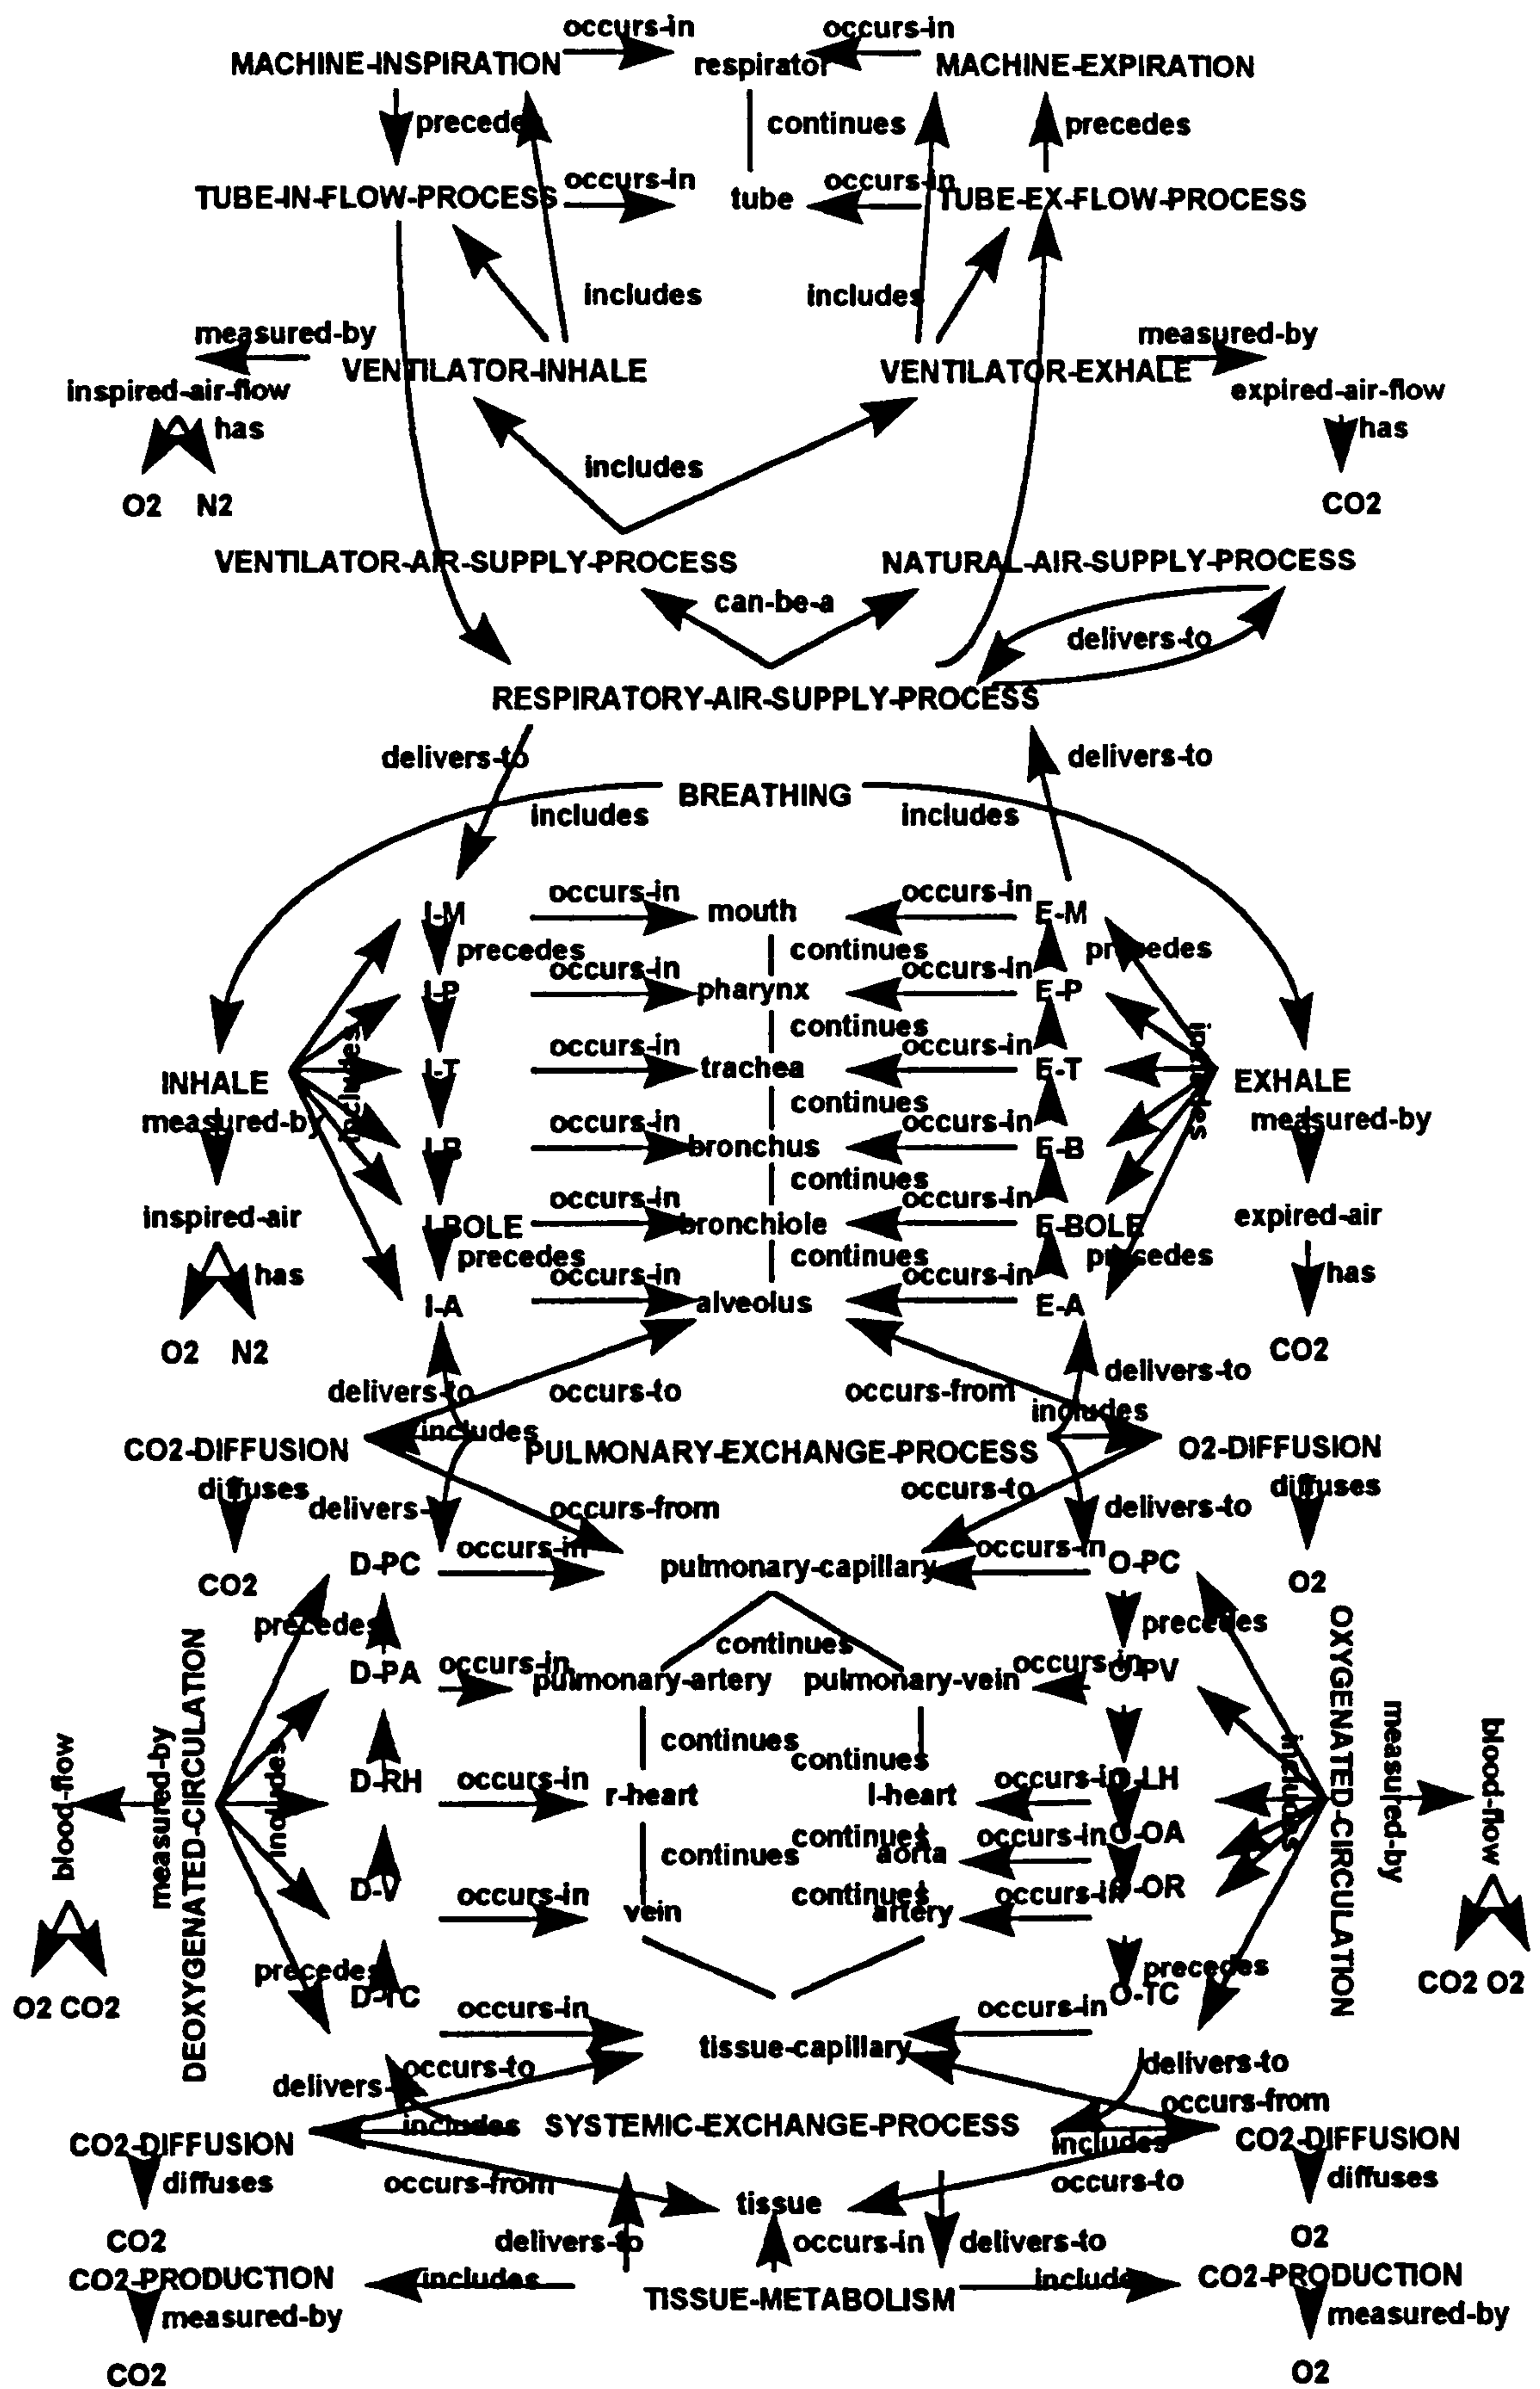 occurs-in occurs-in
MACHINE-INSPIRATION respirator MACHINE-EXPIRATION
precedes continues precedes
occurs-in occurs-in
TUBE-IN-FLOW-PROCESS tube TUBE-EX-FLOW-PROCESS
includes includes
measured-by measured-by
VENTILATOR-INHALE VENTILATOR-EXHALE
inspired-air-flow expired-air-flow
has has
includes
O2 N2 CO2
VENTILATOR-AIR-SUPPLY-PROCESS NATURAL-AIR-SUPPLY-PROCESS
can-be-a
delivers-to
RESPIRATORY-AIR-SUPPLY-PROCESS
delivers-to delivers-to
BREATHING
includes includes
occurs-in occurs-in
I-M mouth E-M
precedes continues precedes
occurs-in occurs-in
I-P pharynx E-P
continues
includes includes
occurs-in occurs-in
I-T trachea E-T
INHALE EXHALE
continues
measured-by measured-by
occurs-in occurs-in
I-B bronchus E-B
continues
occurs-in occurs-in
inspired-air expired-air
I-BOLE bronchiole E-BOLE
precedes continues precedes
has occurs-in occurs-in has
I-A alveolus E-A
O2 N2 CO2
delivers-to occurs-to occurs-from delivers-to
includes includes
CO2-DIFFUSION PULMONARY-EXCHANGE-PROCESS O2-DIFFUSION
diffuses occurs-to diffuses
delivers- occurs-from delivers-to
occurs-in occurs-in
D-PC pulmonary-capillary O-PC
CO2 O2
precedes precedes
continues
occurs-in occurs-in
D-PA pulmonary-artery pulmonary-vein O-PV
DEOXYGENATED-CIRCULATION
OXYGENATED-CIRCULATION
measured-by measured-by
blood-flow blood-flow
includes includes
continues continues
D-RH occurs-in occurs-in O-LH
r-heart l-heart
continues occurs-in O-OA
continues aorta
D-V occurs-in continues occurs-in O-OR
vein artery
precedes precedes
D-TC O-TC
O2 CO2 CO2 O2
occurs-in occurs-in
tissue-capillary
occurs-to delivers-to
delivers- occurs-from
includes SYSTEMIC-EXCHANGE-PROCESS includes
CO2-DIFFUSION CO2-DIFFUSION
diffuses occurs-from occurs-to diffuses
tissue
CO2 O2
delivers-to occurs-in delivers-to
CO2-PRODUCTION includes include CO2-PRODUCTION
TISSUE-METABOLISM
measured-by measured-by
CO2 O2